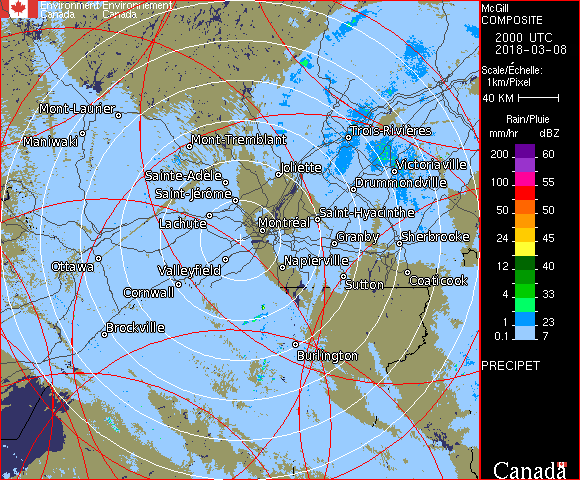 Environment Environnement
Canada Canada
McGill
COMPOSITE
2000 UTC
2018-03-08
Scale/Échelle:
1km/Pixel
40 KM
Rain/Pluie
mm/hr dBZ
200 60
100 55
50 50
24 45
12 40
4 33
1 23
0.1 7
PRECIPET
Canada
Mont-Laurier
Maniwaki
Mont-Tremblant
Trois-Rivières
Sainte-Adèle
Joliette
Victoriaville
Saint-Jérôme
Drummondville
Lachute
Montréal
Saint-Hyacinthe
Granby
Sherbrooke
Ottawa
Valleyfield
Napierville
Cornwall
Sutton
Coaticook
Brockville
Burlington